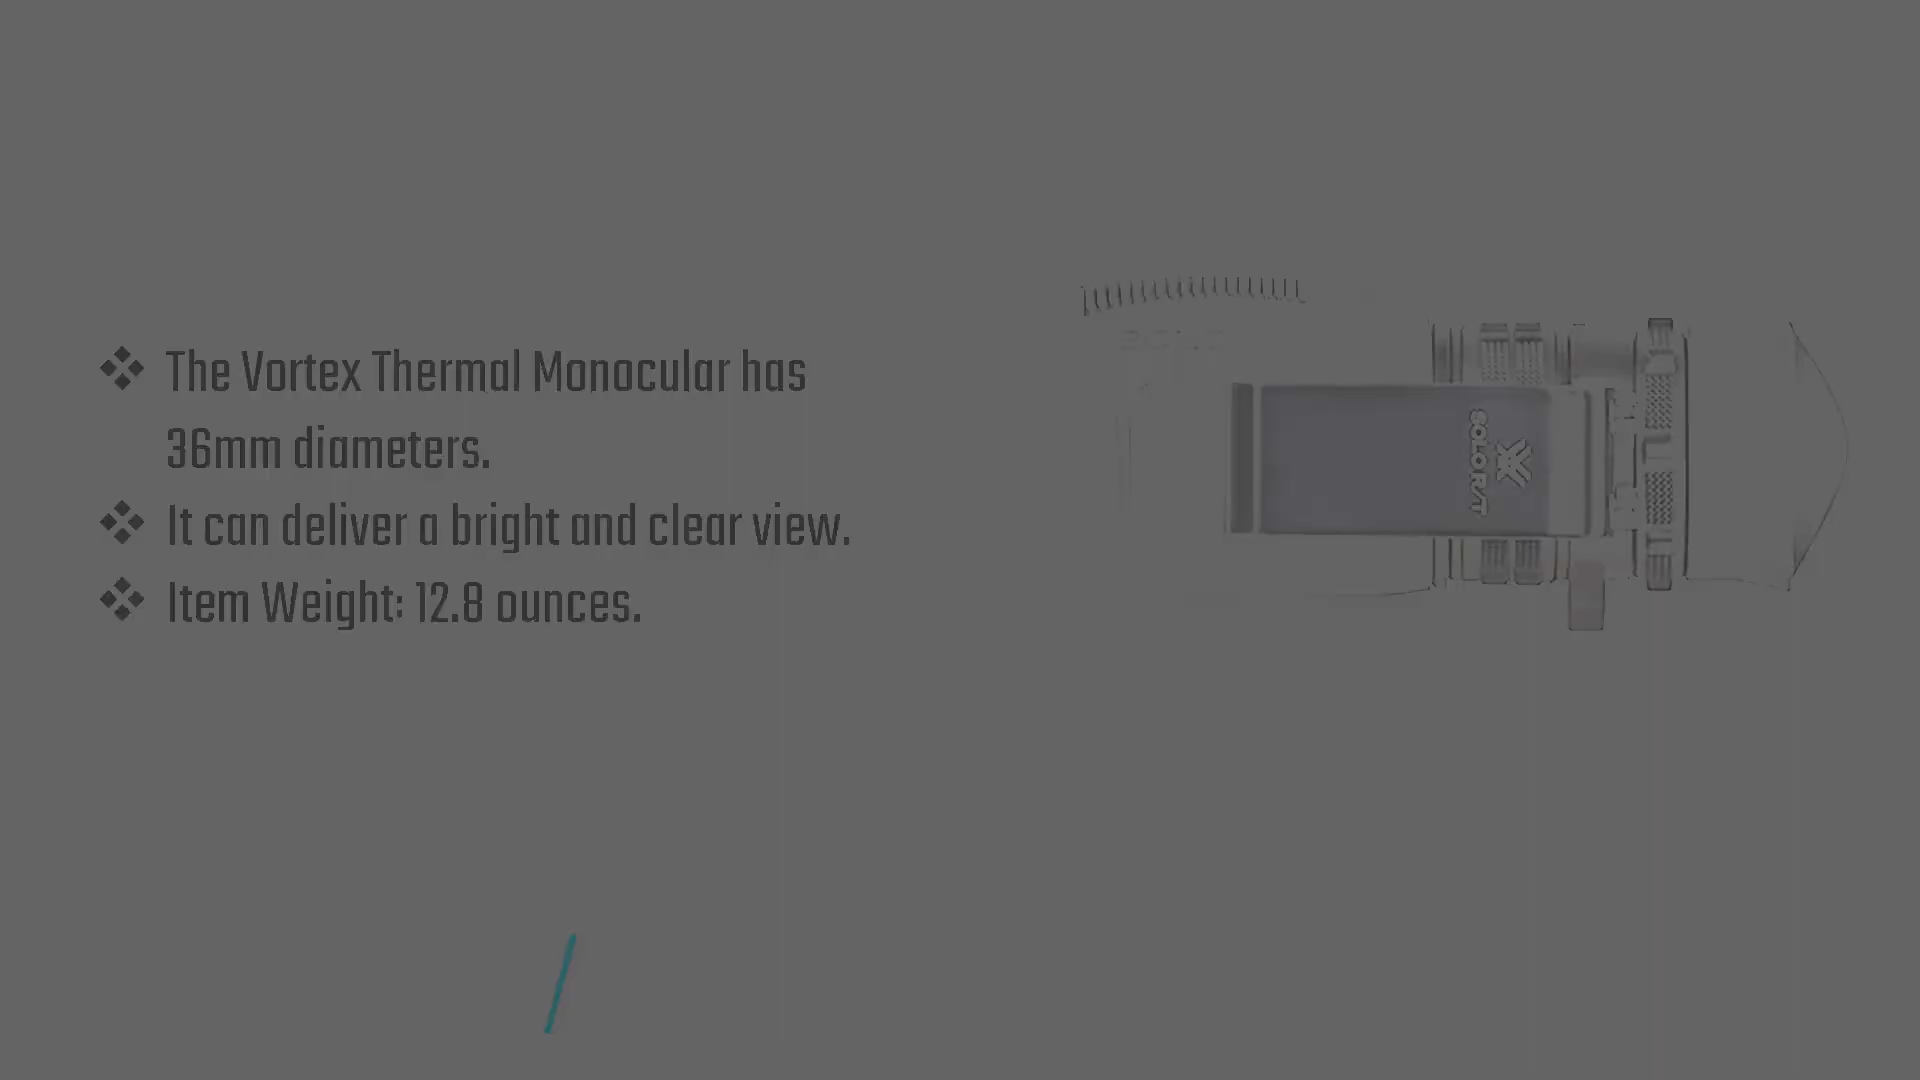 The Vortex Thermal Monocular has
36mm diameters.
It can deliver a bright and clear view.
Item Weight: 12.8 ounces.
SOLO R/T